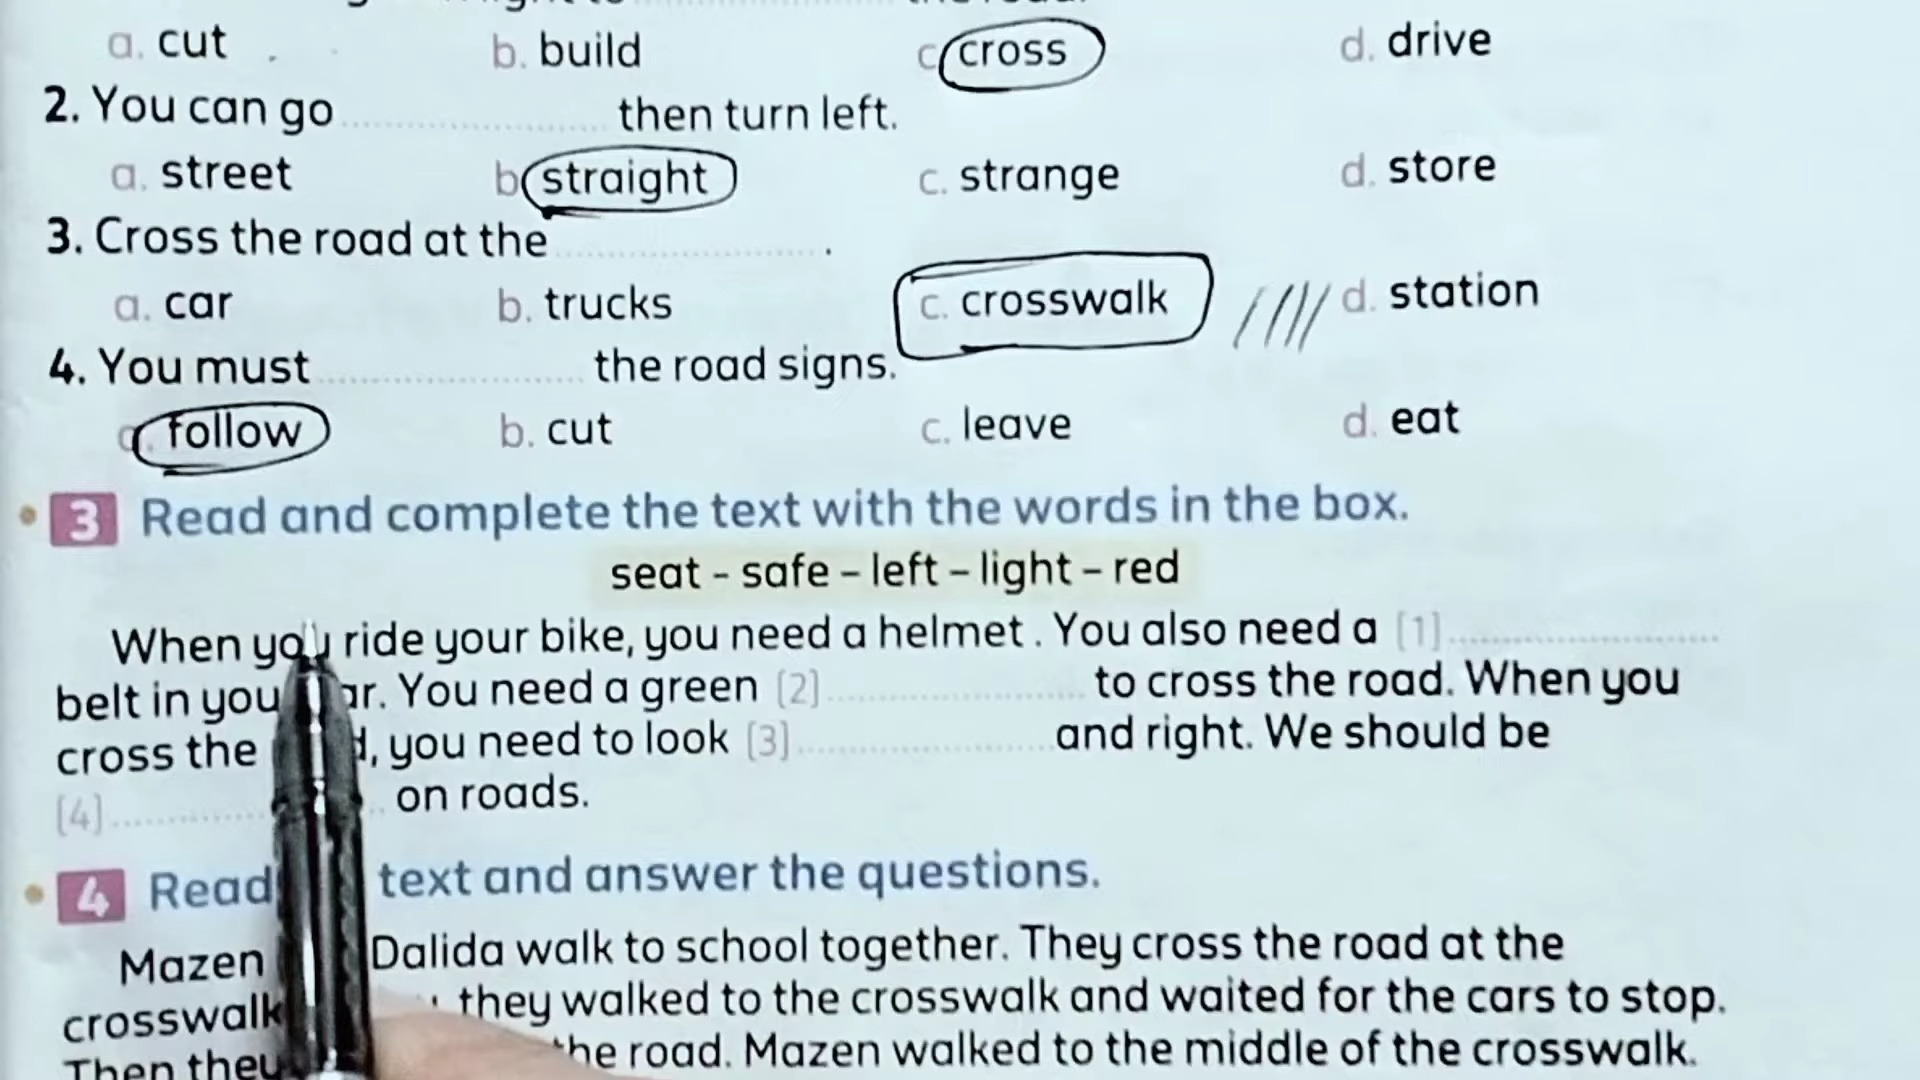 a. cut b. build c. cross d. drive
2. You can go ............ then turn left.
a. street b. straight c. strange d. store
3. Cross the road at the ............ .
a. car b. trucks c. crosswalk d. station
4. You must ............ the road signs.
a. follow b. cut c. leave d. eat
3 Read and complete the text with the words in the box.
seat – safe – left – light – red
When you ride your bike, you need a helmet . You also need a [1] ............
belt in you ar. You need a green [2] ............ to cross the road. When you
cross the d, you need to look [3] ............ and right. We should be
[4] ............ on roads.
4 Read text and answer the questions.
Mazen Dalida walk to school together. They cross the road at the
crosswalk they walked to the crosswalk and waited for the cars to stop.
Then they the road. Mazen walked to the middle of the crosswalk.